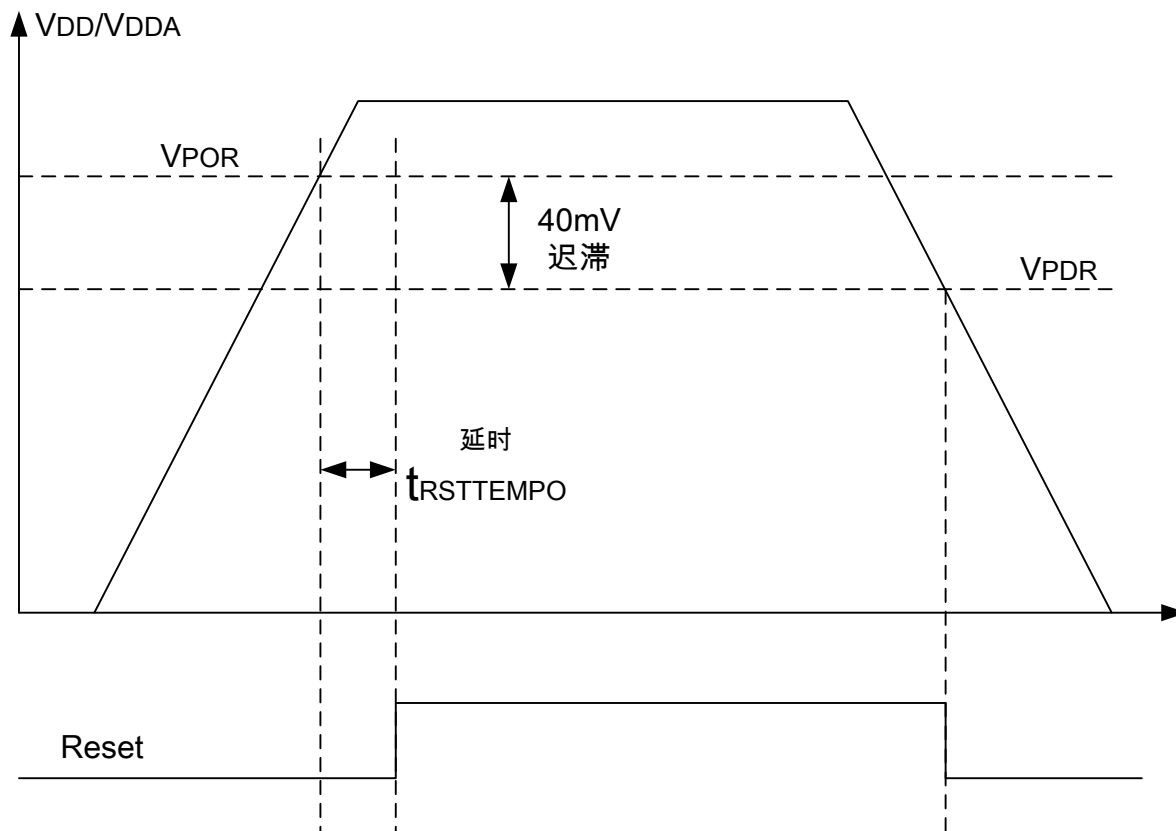 VDD/VDDA
VPOR
40mV
迟滞
VPDR
延时
tRSTTEMPO
Reset